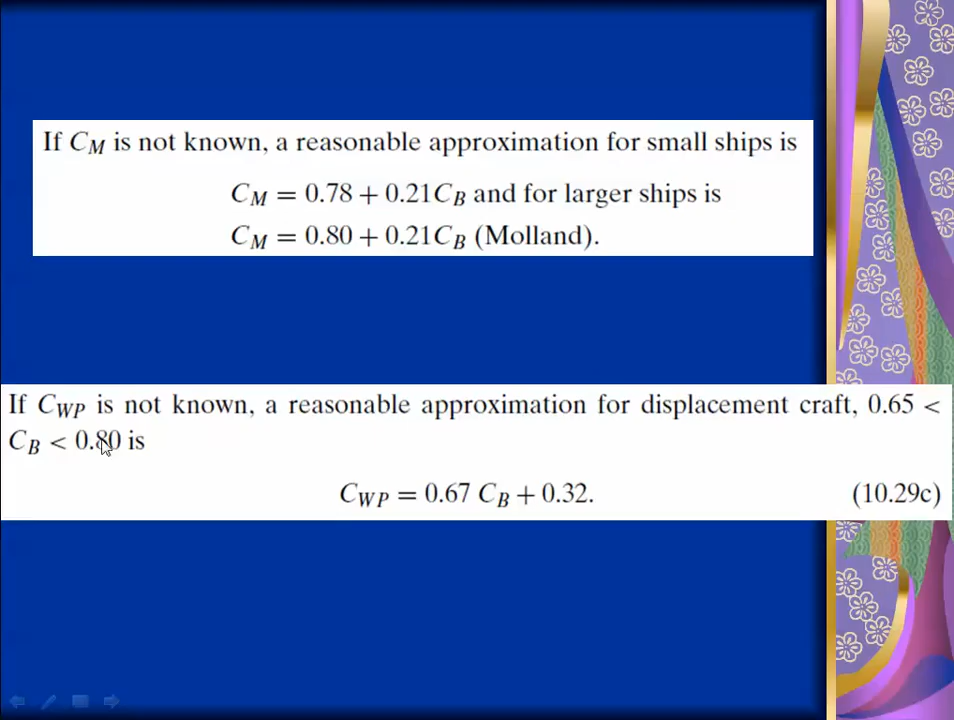 If C_M is not known, a reasonable approximation for small ships is
C_M = 0.78 + 0.21C_B and for larger ships is
C_M = 0.80 + 0.21C_B (Molland).
If C_WP is not known, a reasonable approximation for displacement craft, 0.65 <
C_B < 0.80 is
C_WP = 0.67 C_B + 0.32. (10.29c)